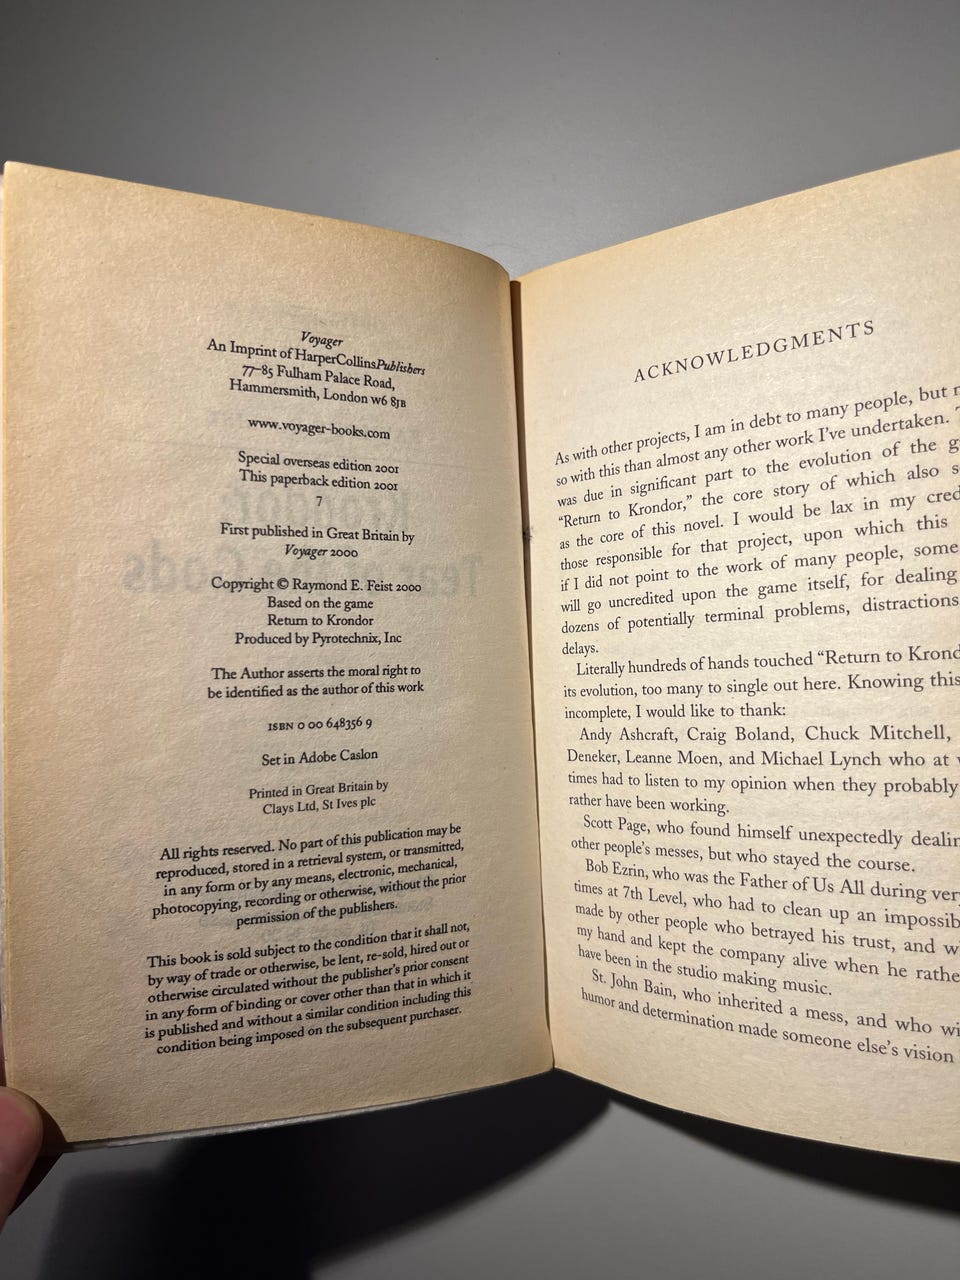 Voyager
An Imprint of HarperCollinsPublishers
77–85 Fulham Palace Road,
Hammersmith, London W6 8JB
www.voyager-books.com
Special overseas edition 2001
This paperback edition 2001
7
First published in Great Britain by
Voyager 2000
Copyright © Raymond E. Feist 2000
Based on the game
Return to Krondor
Produced by Pyrotechnix, Inc
The Author asserts the moral right to
be identified as the author of this work
ISBN 0 00 648356 9
Set in Adobe Caslon
Printed in Great Britain by
Clays Ltd, St Ives plc
All rights reserved. No part of this publication may be
reproduced, stored in a retrieval system, or transmitted,
in any form or by any means, electronic, mechanical,
photocopying, recording or otherwise, without the prior
permission of the publishers.
This book is sold subject to the condition that it shall not,
by way of trade or otherwise, be lent, re-sold, hired out or
otherwise circulated without the publisher's prior consent
in any form of binding or cover other than that in which it
is published and without a similar condition including this
condition being imposed on the subsequent purchaser.
ACKNOWLEDGMENTS
As with other projects, I am in debt to many people, but
so with this than almost any other work I've undertaken.
was due in significant part to the evolution of the
"Return to Krondor," the core story of which also
as the core of this novel. I would be lax in my
those responsible for that project, upon which this
if I did not point to the work of many people, some
will go uncredited upon the game itself, for dealing
dozens of potentially terminal problems, distractions
delays.
Literally hundreds of hands touched "Return to
its evolution, too many to single out here. Knowing this
incomplete, I would like to thank:
Andy Ashcraft, Craig Boland, Chuck Mitchell,
Deneker, Leanne Moen, and Michael Lynch who at
times had to listen to my opinion when they probably
rather have been working.
Scott Page, who found himself unexpectedly
other people's messes, but who stayed the course.
Bob Ezrin, who was the Father of Us All during
times at 7th Level, who had to clean up an
made by other people who betrayed his trust, and
my hand and kept the company alive when he
have been in the studio making music.
St. John Bain, who inherited a mess, and who
humor and determination made someone else's vision